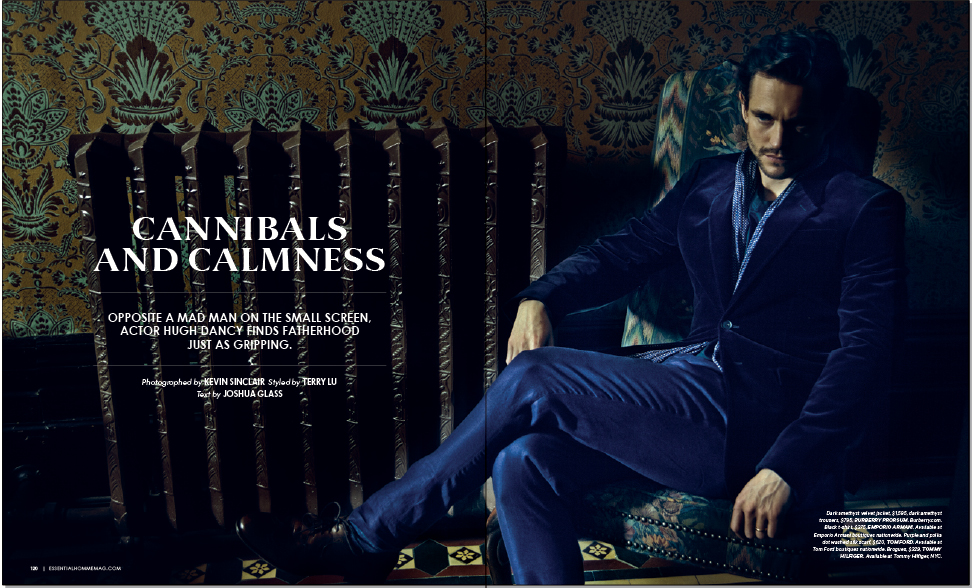 CANNIBALS
AND CALMNESS
OPPOSITE A MAD MAN ON THE SMALL SCREEN,
ACTOR HUGH DANCY FINDS FATHERHOOD
JUST AS GRIPPING.
Photographed by KEVIN SINCLAIR Styled by TERRY LU
Text by JOSHUA GLASS
Dark amethyst velvet jacket, $1,595, dark amethyst
trousers, $795, BURBERRY PRORSUM. Burberry.com.
Black t-shirt, $375, EMPORIO ARMANI. Available at
Emporio Armani boutiques nationwide. Purple and polka
dot washed silk scarf, $620, TOM FORD. Available at
Tom Ford boutiques nationwide. Brogues, $329, TOMMY
HILFIGER. Available at Tommy Hilfiger, NYC.
120 | ESSENTIALHOMMEMAG.COM